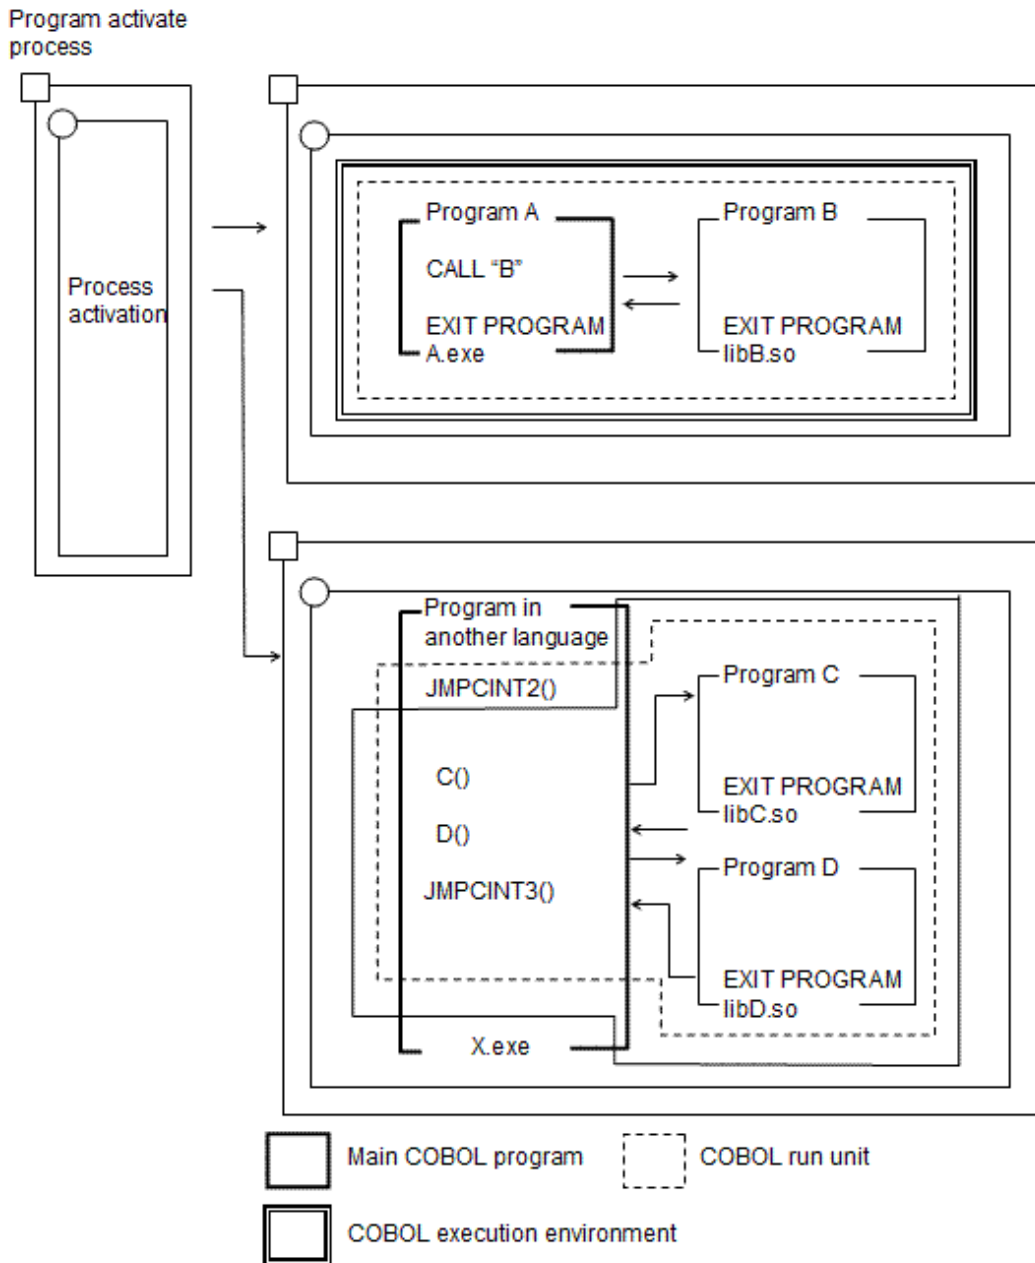 Program activate
process
Process
activation
Program A
CALL “B”
EXIT PROGRAM
A.exe
Program B
EXIT PROGRAM
libB.so
Program in
another language
JMPCINT2()
C()
D()
JMPCINT3()
X.exe
Program C
EXIT PROGRAM
libC.so
Program D
EXIT PROGRAM
libD.so
Main COBOL program
COBOL run unit
COBOL execution environment